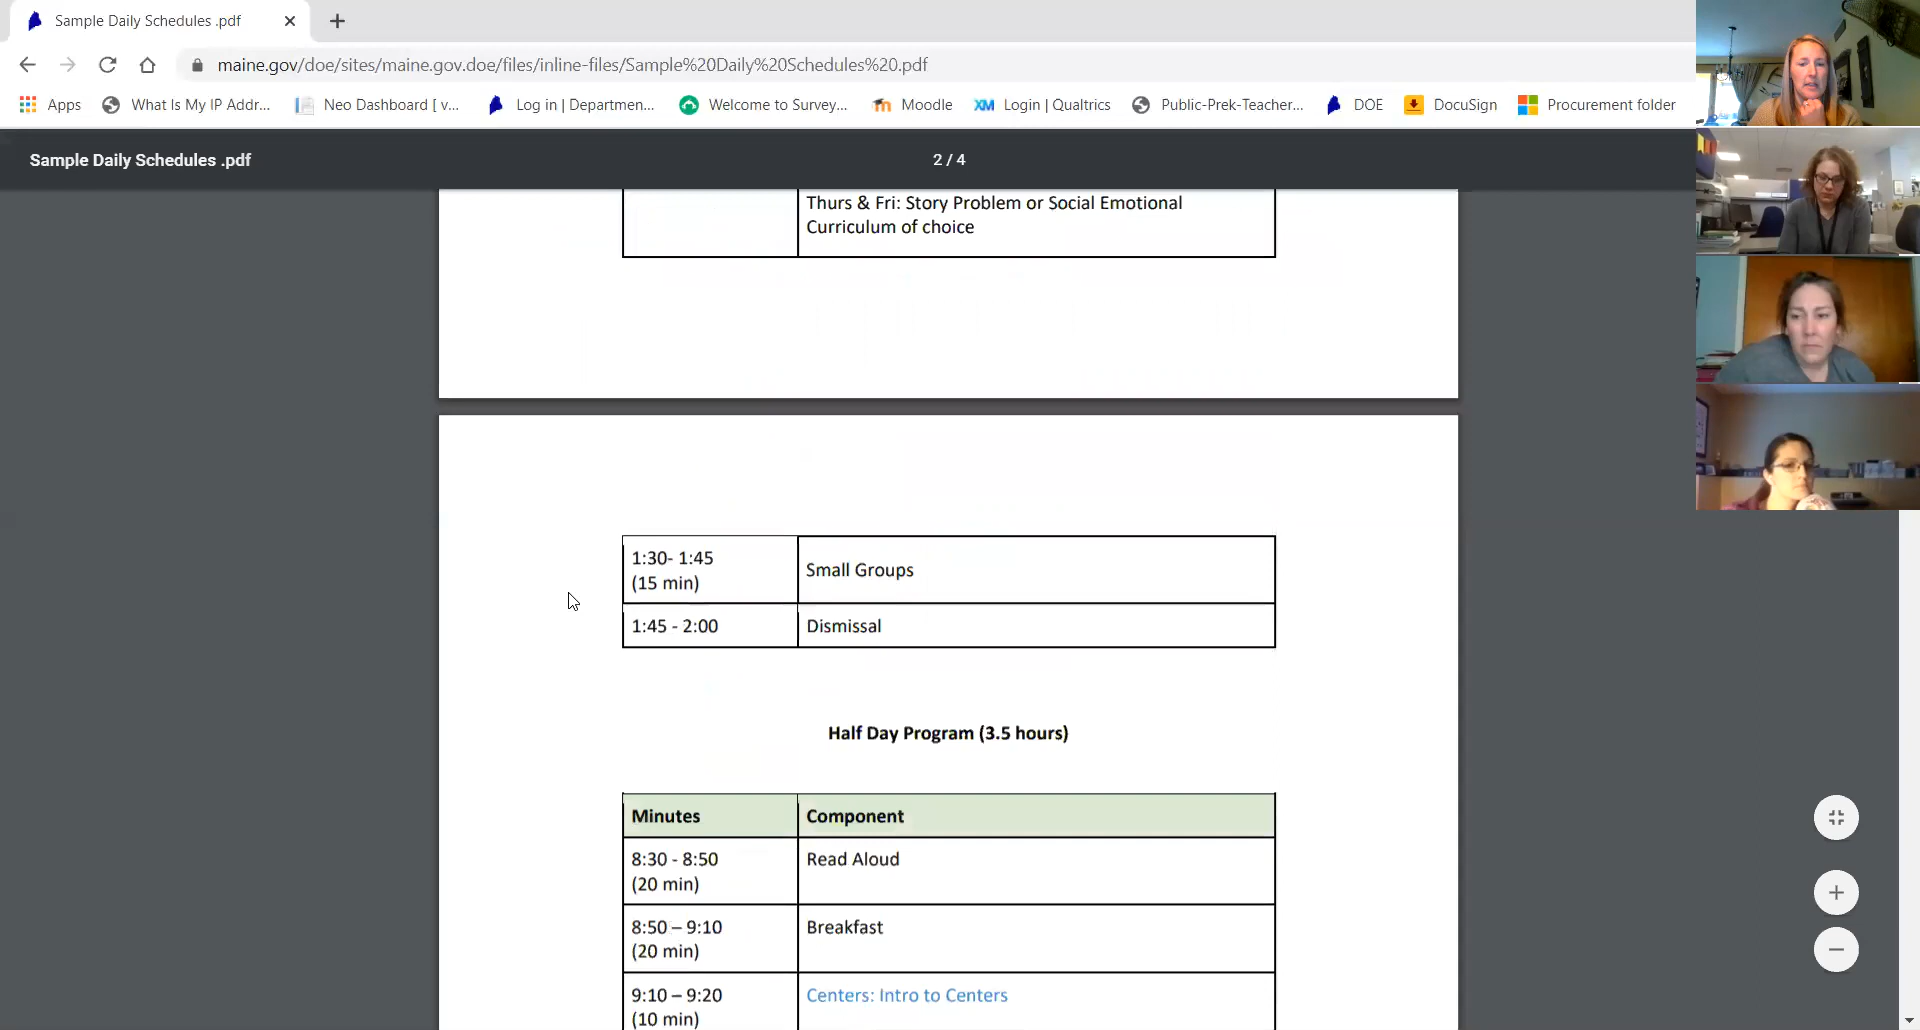 Sample Daily Schedules .pdf
maine.gov/doe/sites/maine.gov.doe/files/inline-files/Sample%20Daily%20Schedules%20.pdf
Apps What Is My IP Addr... Neo Dashboard [ v... Log in | Departmen... Welcome to Survey... Moodle XM Login | Qualtrics Public-Prek-Teacher... DOE DocuSign Procurement folder
Sample Daily Schedules .pdf 2 / 4
Thurs & Fri: Story Problem or Social Emotional
Curriculum of choice
1:30- 1:45
(15 min)
Small Groups
1:45 - 2:00 Dismissal
Half Day Program (3.5 hours)
Minutes Component
8:30 - 8:50
(20 min)
Read Aloud
8:50 – 9:10
(20 min)
Breakfast
9:10 – 9:20
(10 min)
Centers: Intro to Centers